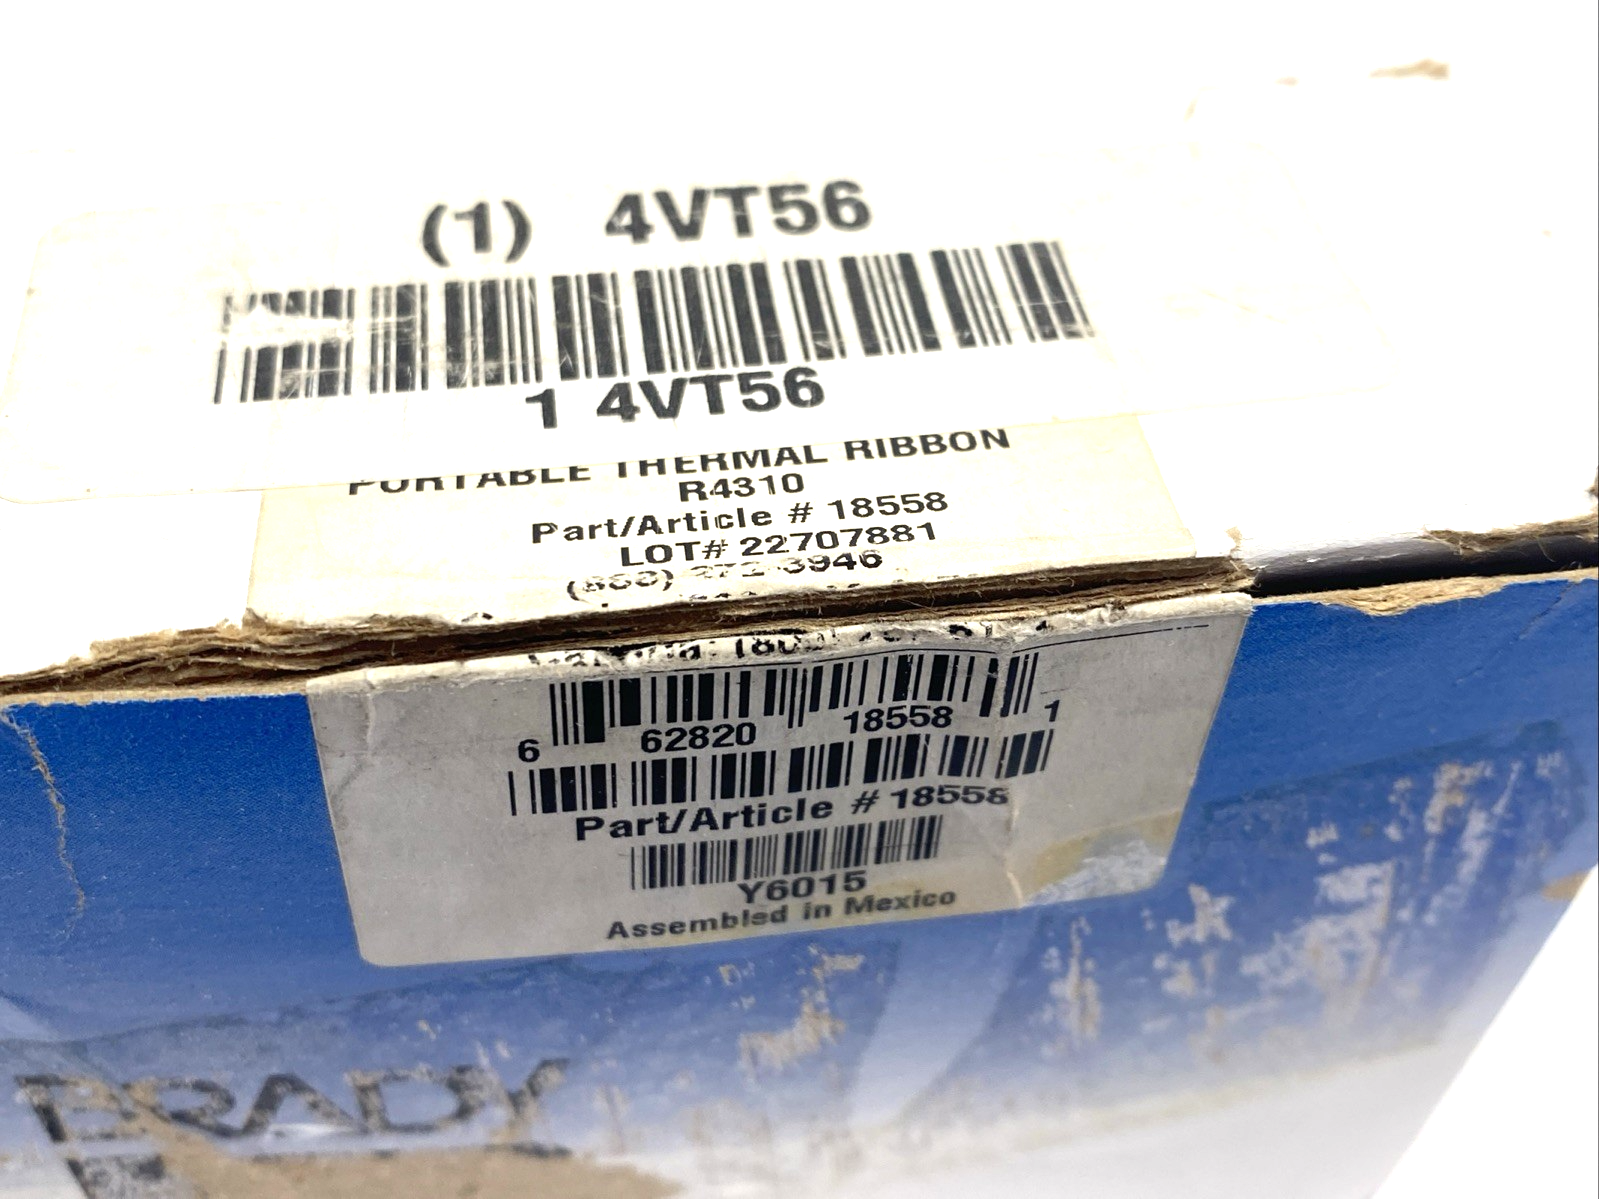 (1) 4VT56
1 4VT56
PORTABLE THERMAL RIBBON
R4310
Part/Article # 18558
LOT# 22707881
3946
6 62820 18558 1
Part/Article # 18558
Y6015
Assembled in Mexico
BRADY